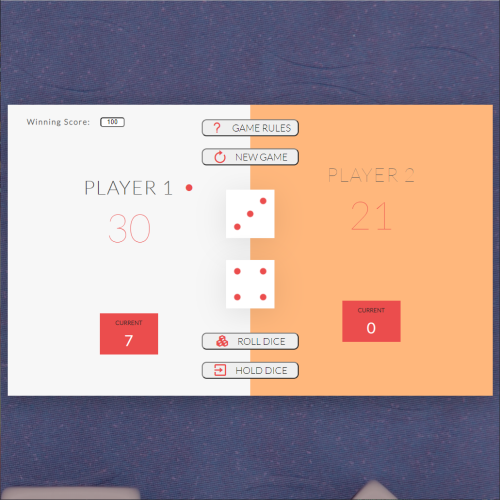 Winning Score: 100
GAME RULES
NEW GAME
PLAYER 1
30
PLAYER 2
21
CURRENT
7
CURRENT
0
ROLL DICE
HOLD DICE